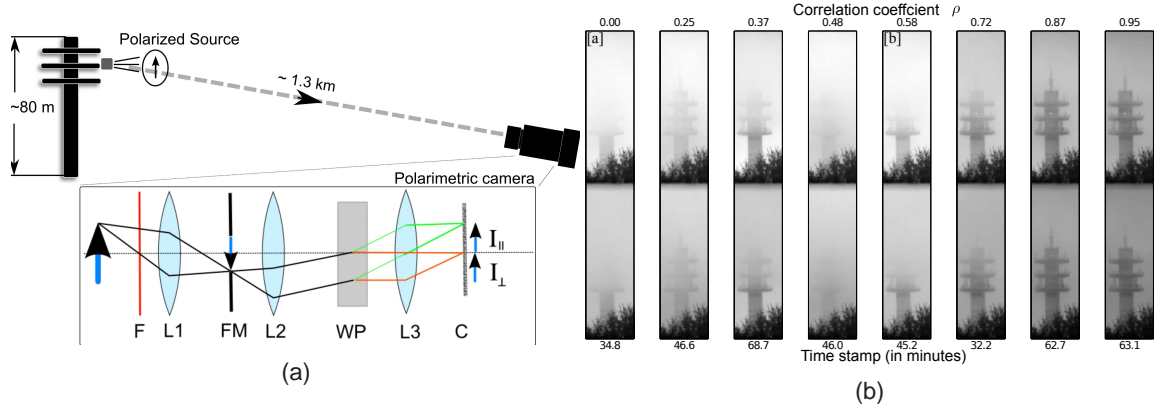 Polarized Source
~ 1.3 km
~80 m
Polarimetric camera
I||
I⊥
F L1 FM L2 WP L3 C
(a)
Correlation coeffcient ρ
0.00 0.25 0.37 0.48 0.58 0.72 0.87 0.95
[a] [b]
34.8 46.6 68.7 46.0 45.2 32.2 62.7 63.1
Time stamp (in minutes)
(b)